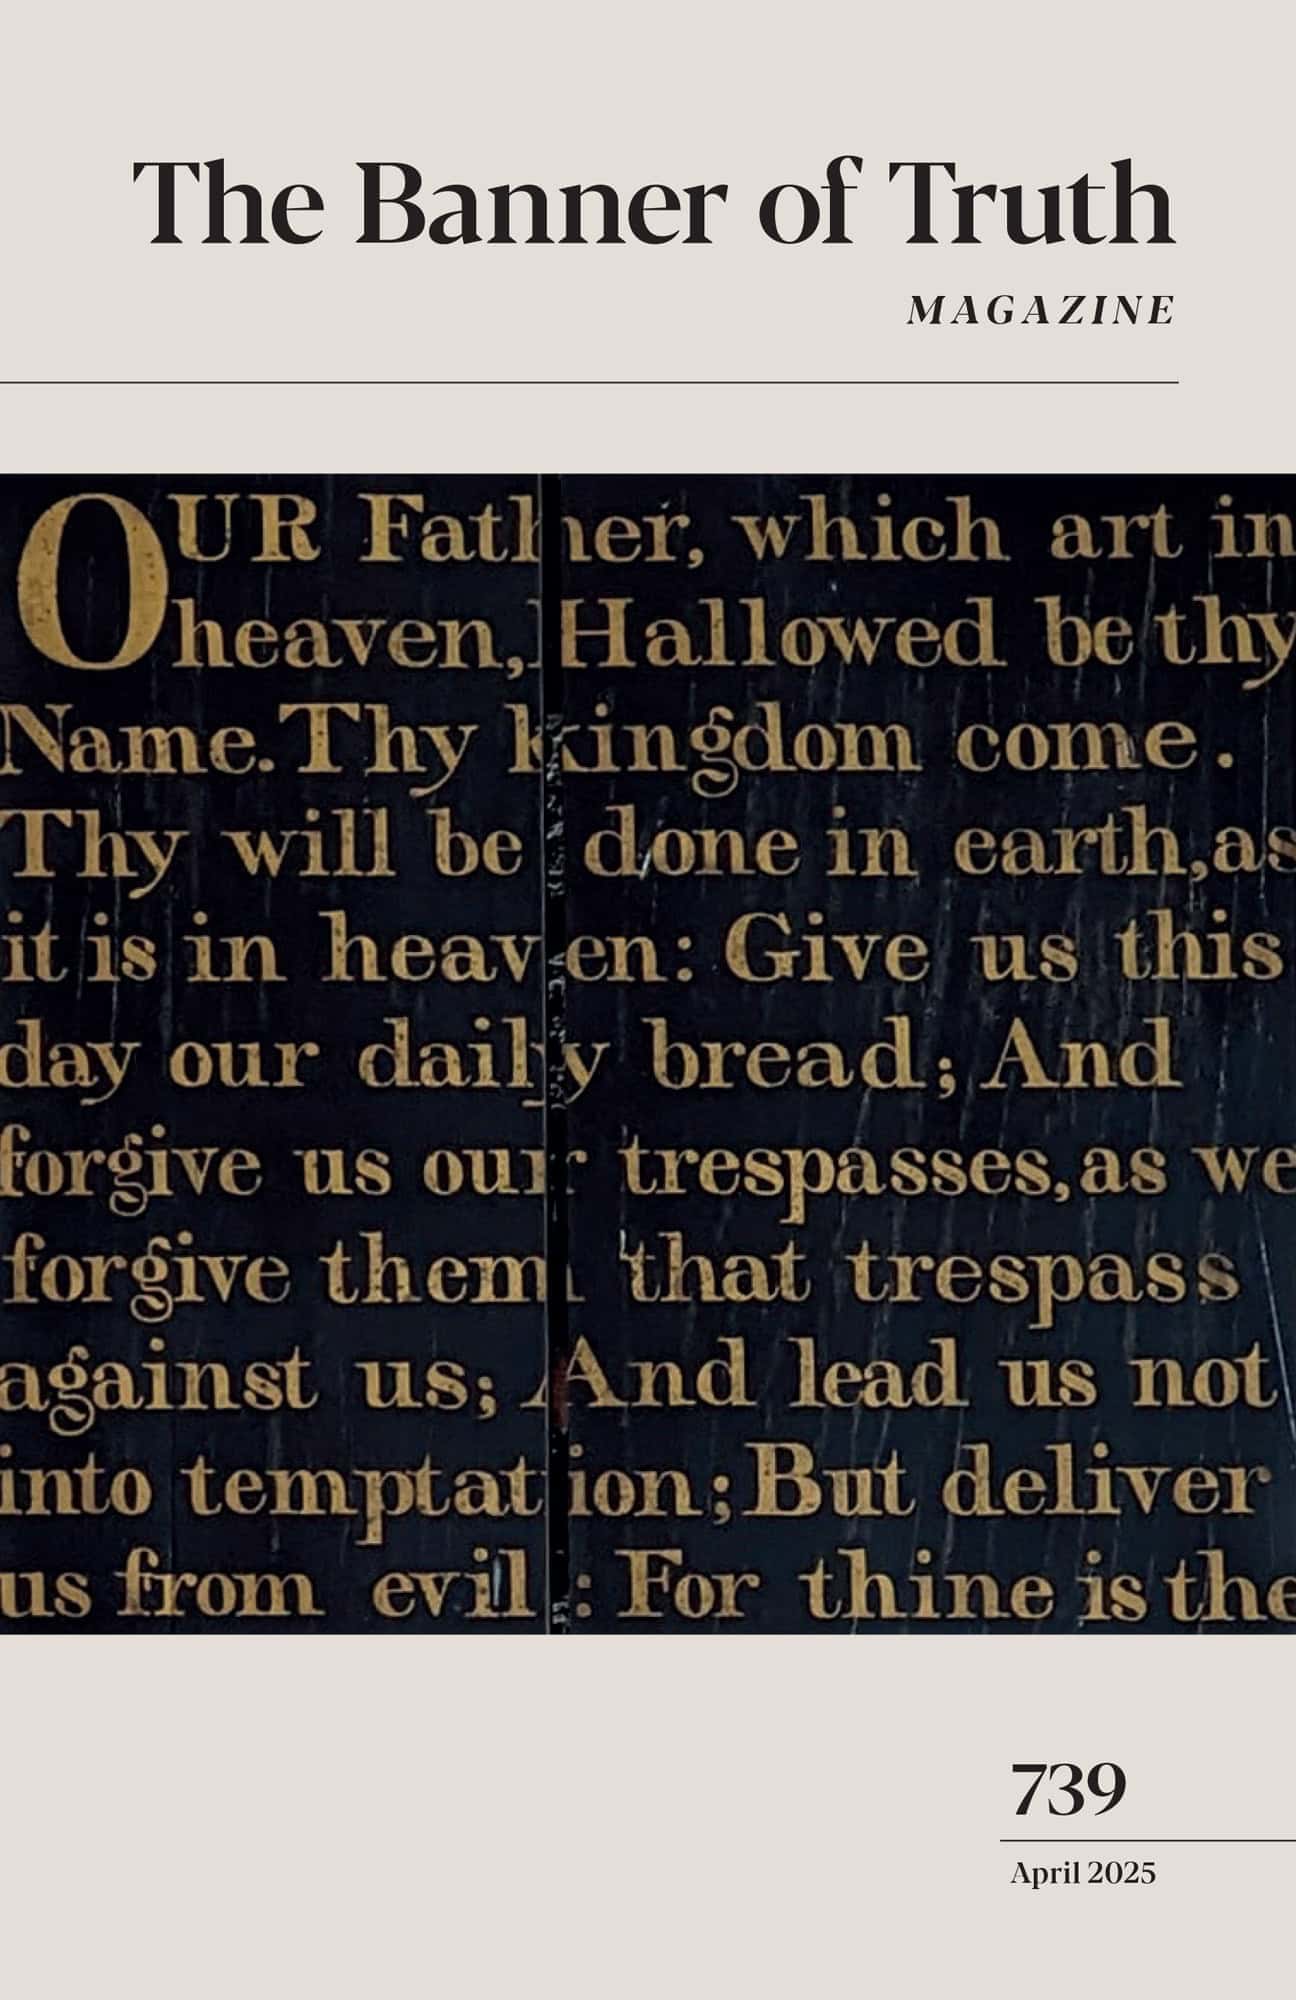 The Banner of Truth
MAGAZINE
OUR Father, which art in
heaven, Hallowed be thy
Name. Thy kingdom come.
Thy will be done in earth, as
it is in heaven: Give us this
day our daily bread; And
forgive us our trespasses, as we
forgive them that trespass
against us; And lead us not
into temptation; But deliver
us from evil: For thine is the
739
April 2025